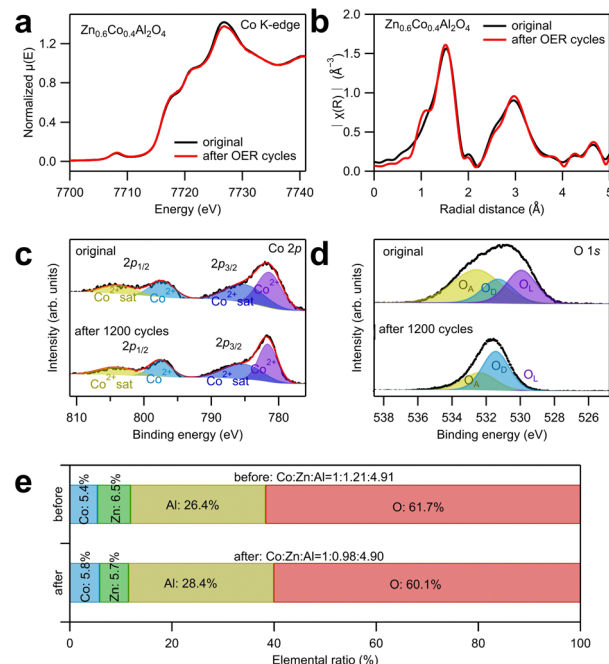 a
Zn0.6Co0.4Al2O4
Co K-edge
Normalized μ(E)
1.2
0.8
0.4
0.0
original
after OER cycles
7700
7710
7720
7730
7740
Energy (eV)
b
Zn0.6Co0.4Al2O4
original
after OER cycles
| χ(R) | (Å-3)
2.0
1.5
1.0
0.5
0.0
0
1
2
3
4
5
Radial distance (Å)
c
original
Co 2p
2p1/2
2p3/2
Co2+ sat
Co2+
Co2+ sat
Co2+
after 1200 cycles
2p1/2
2p3/2
Co2+ sat
Co2+
Co2+ sat
Co2+
Intensity (arb. units)
810
800
790
780
Binding energy (eV)
d
original
O 1s
OA
OD
OL
after 1200 cycles
OA
OD
OL
Intensity (arb. units)
538
536
534
532
530
528
526
524
Binding energy (eV)
e
before: Co:Zn:Al=1:1.21:4.91
before
Co: 5.4%
Zn: 6.5%
Al: 26.4%
O: 61.7%
after: Co:Zn:Al=1:0.98:4.90
after
Co: 5.8%
Zn: 5.7%
Al: 28.4%
O: 60.1%
0
20
40
60
80
100
Elemental ratio (%)